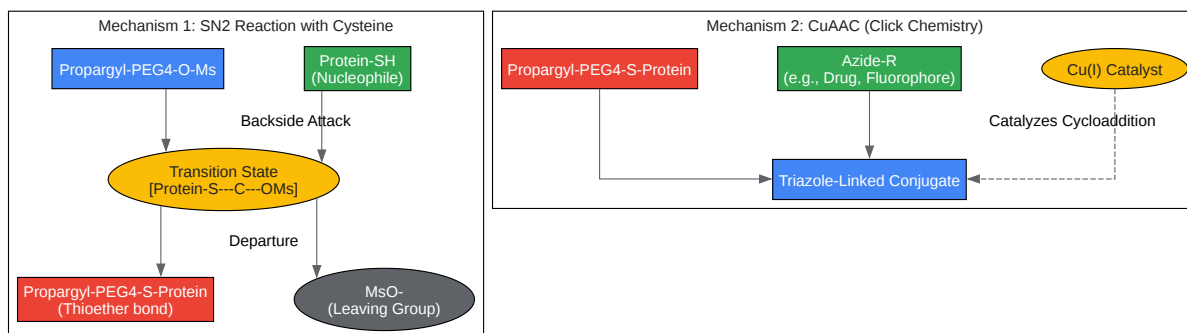 Mechanism 1: SN2 Reaction with Cysteine
Propargyl-PEG4-O-Ms
Protein-SH
(Nucleophile)
Backside Attack
Transition State
[Protein-S---C---OMs]
Departure
Propargyl-PEG4-S-Protein
(Thioether bond)
MsO-
(Leaving Group)
Mechanism 2: CuAAC (Click Chemistry)
Propargyl-PEG4-S-Protein
Azide-R
(e.g., Drug, Fluorophore)
Cu(I) Catalyst
Catalyzes Cycloaddition
Triazole-Linked Conjugate